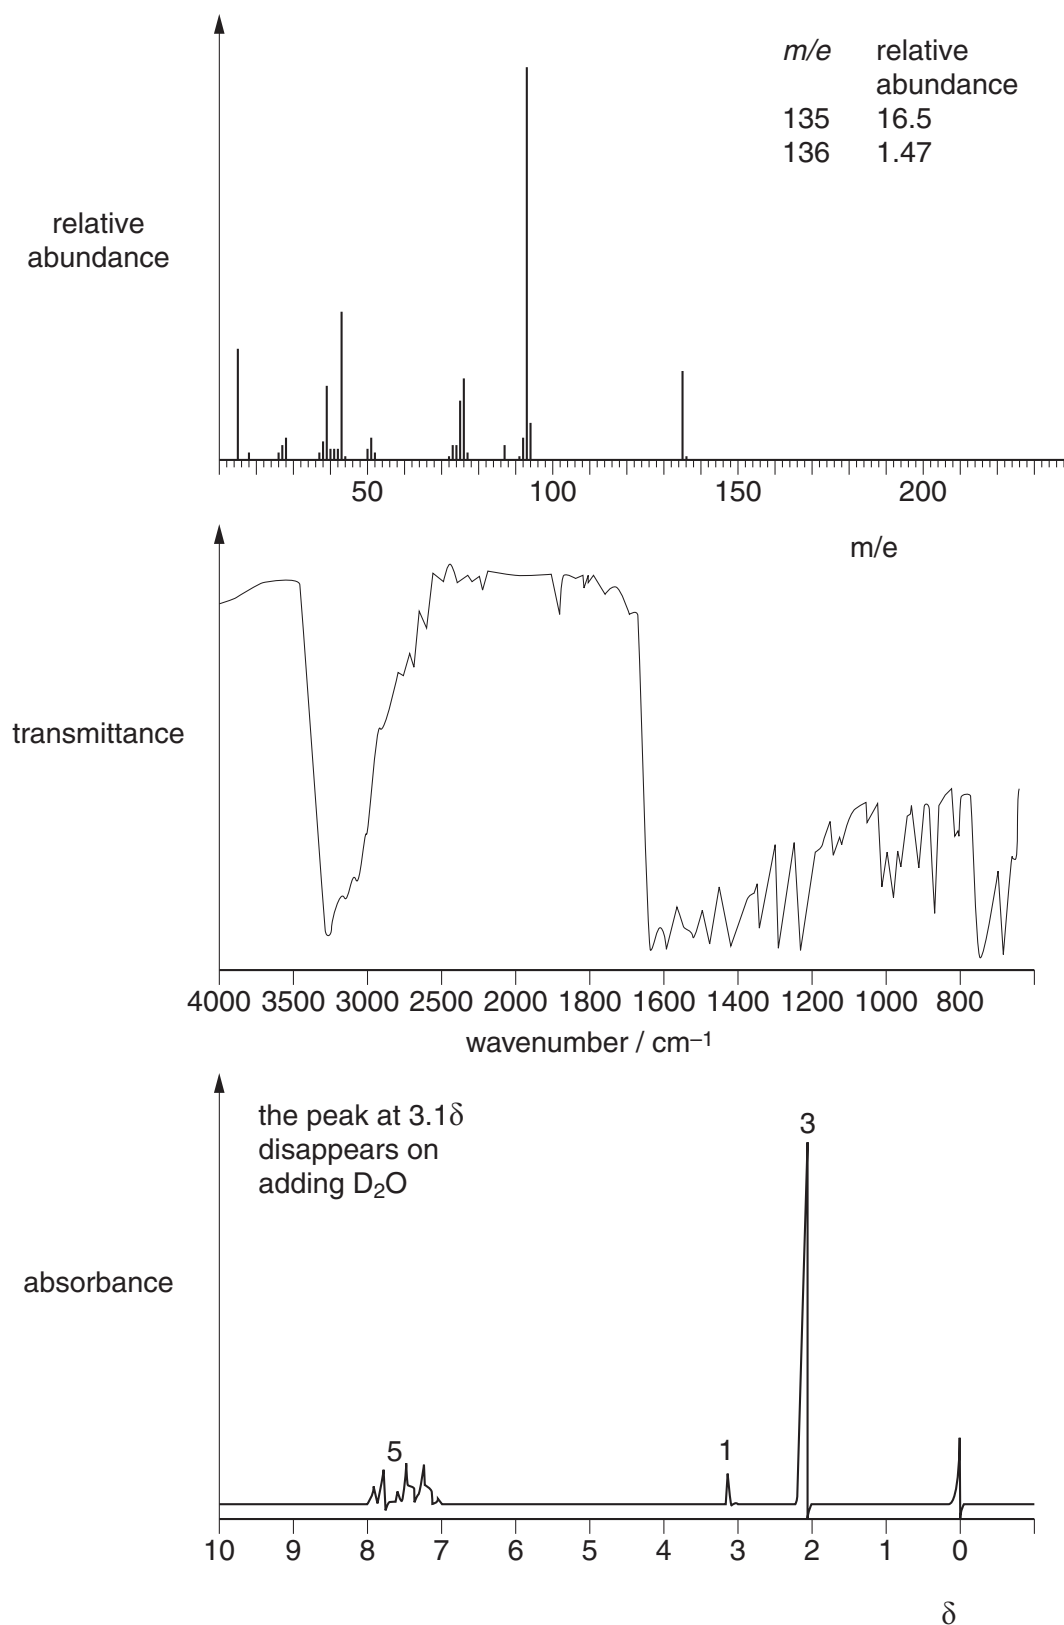 m/e relative
abundance
135 16.5
136 1.47
relative
abundance
50 100 150 200
m/e
transmittance
4000 3500 3000 2500 2000 1800 1600 1400 1200 1000 800
wavenumber / cm–1
the peak at 3.1δ
disappears on
adding D2O
3
absorbance
5 1
10 9 8 7 6 5 4 3 2 1 0
δ